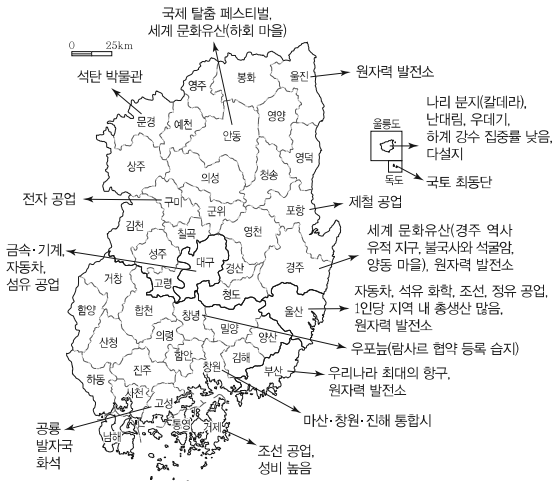 국제 탈춤 페스티벌,
세계 문화유산(하회 마을)
0 25km
석탄 박물관
영주
봉화
울진
원자력 발전소
문경
예천
안동
영양
울릉도
독도
나리 분지(칼데라),
난대림, 우데기,
하계 강수 집중률 낮음,
다설지
국토 최동단
상주
의성
청송
영덕
전자 공업
구미
군위
포항
제철 공업
김천
칠곡
영천
금속·기계,
자동차,
섬유 공업
성주
대구
경산
경주
세계 문화유산(경주 역사
유적 지구, 불국사와 석굴암,
양동 마을), 원자력 발전소
거창
고령
청도
함양
합천
창녕
밀양
울산
자동차, 석유 화학, 조선, 정유 공업,
1인당 지역 내 총생산 많음,
원자력 발전소
산청
의령
양산
우포늪(람사르 협약 등록 습지)
하동
진주
함안
창원
김해
부산
우리나라 최대의 항구,
원자력 발전소
사천
고성
마산·창원·진해 통합시
공룡
발자국
화석
남해
통영
거제
조선 공업,
성비 높음